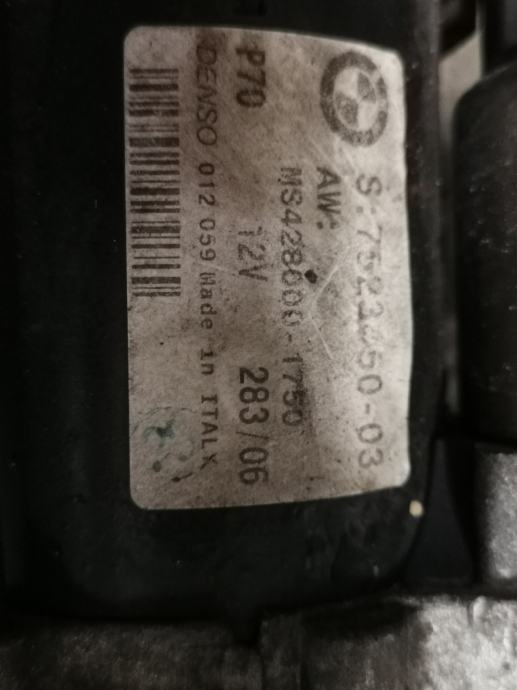 S:7523450-03
AW:
MS428000-1750
P70 12V 283/06
DENSO 012 059 Made in ITALY